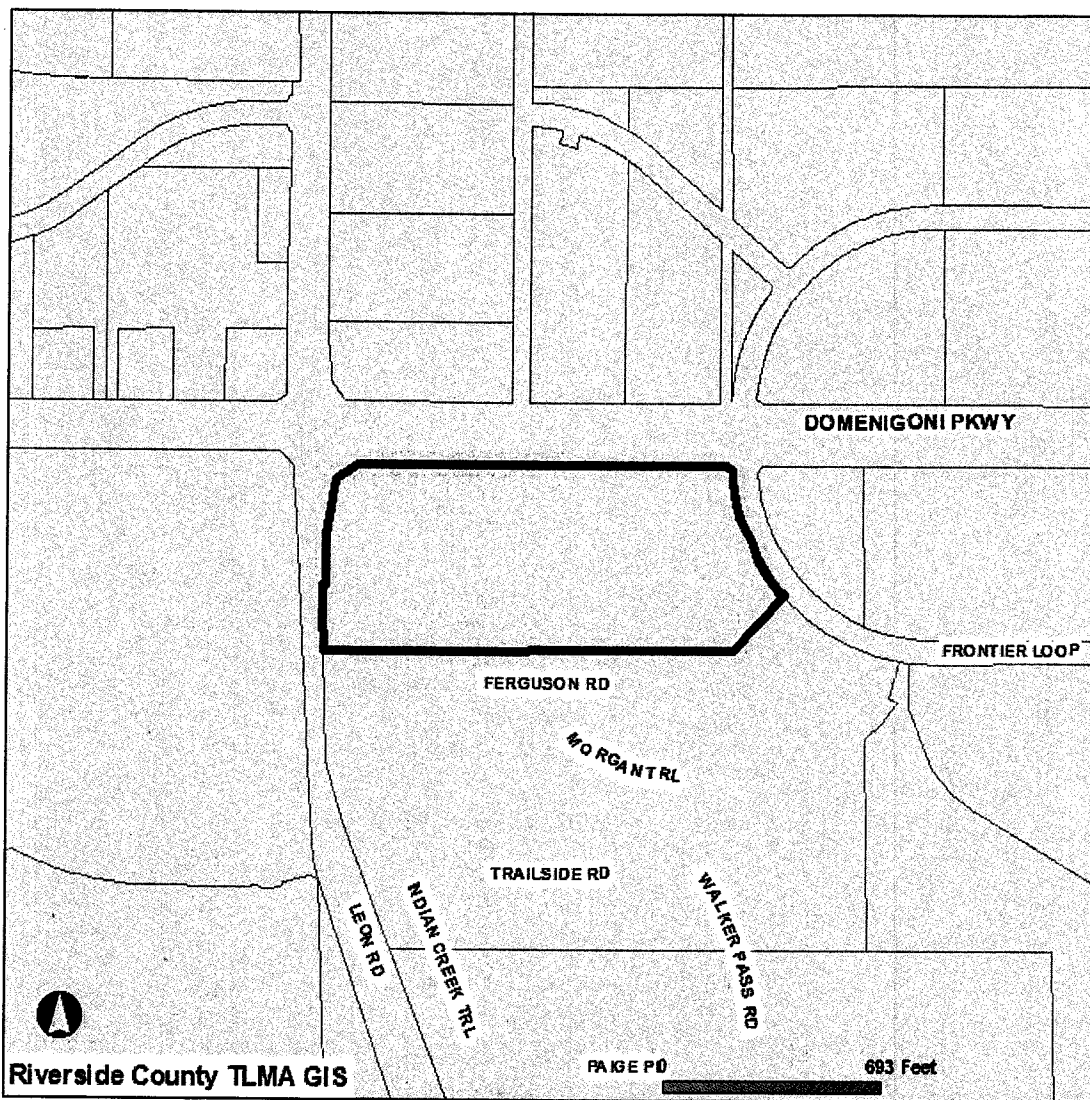 DOMENIGONI PKWY
FRONTIER LOOP
FERGUSON RD
MORGAN TRL
TRAILSIDE RD
WALKER PASS RD
NDIAN CREEK TRL
LEON RD
PAIGE Pl0
693 Feet
Riverside County TLMA GIS